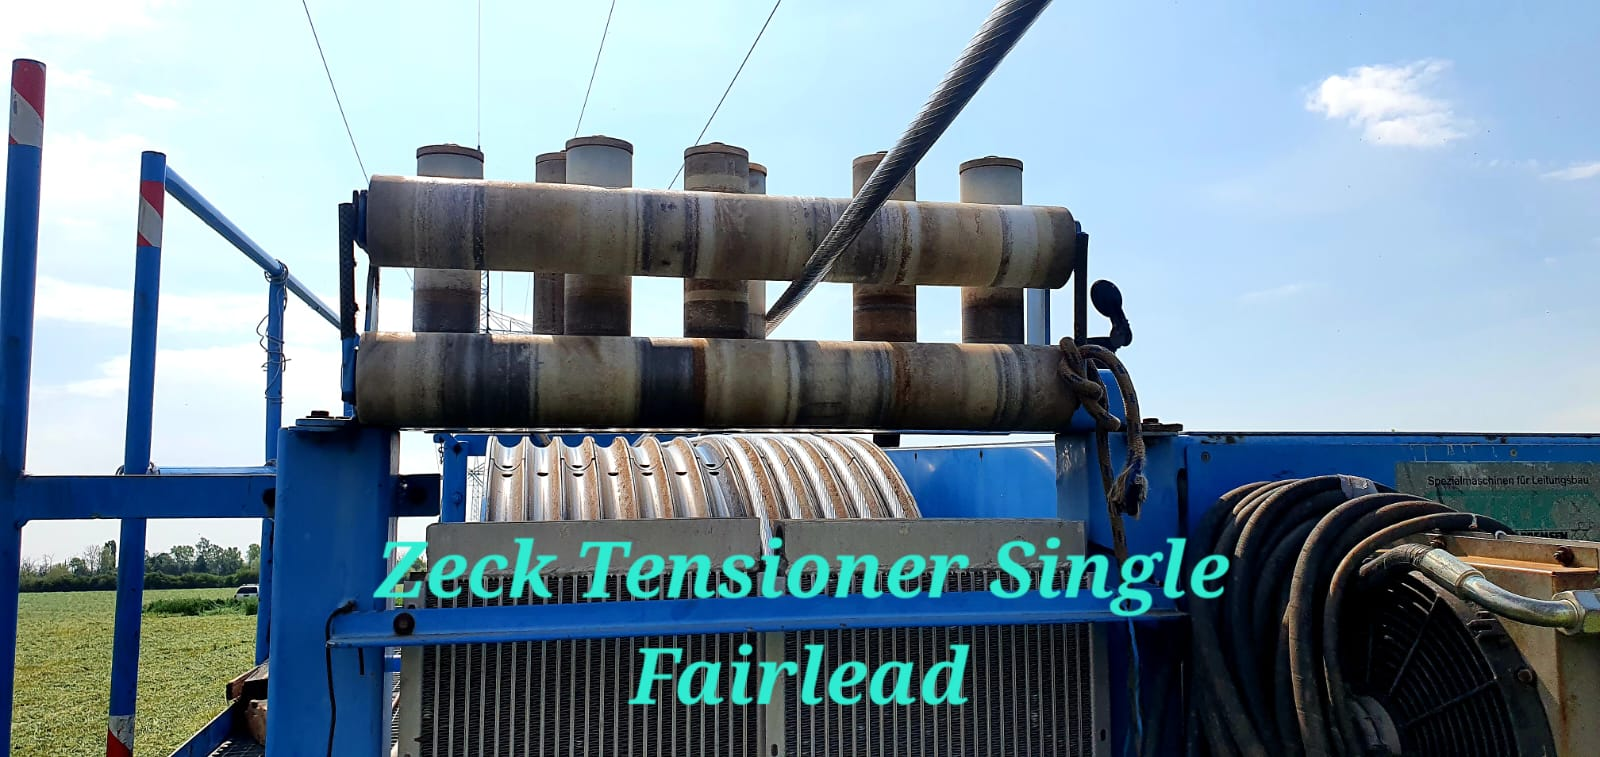 Spezialmaschinen für Leitungsbau
Zeck Tensioner Single
Fairlead